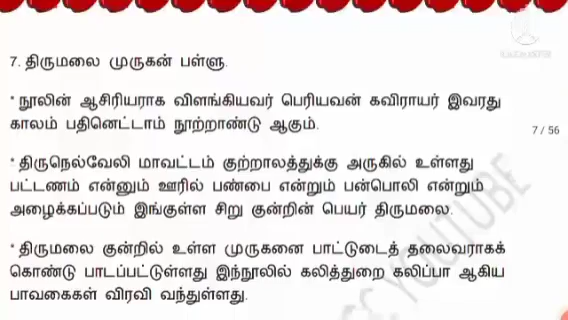 7. திருமலை முருகன் பள்ளு.
* நூலின் ஆசிரியராக விளங்கியவர் பெரியவன் கவிராயர் இவரது
காலம் பதினெட்டாம் நூற்றாண்டு ஆகும்.
7 / 56
* திருநெல்வேலி மாவட்டம் குற்றாலத்துக்கு அருகில் உள்ளது
பட்டணம் என்னும் ஊரில் பண்பை என்றும் பன்பொலி என்றும்
அழைக்கப்படும் இங்குள்ள சிறு குன்றின் பெயர் திருமலை.
* திருமலை குன்றில் உள்ள முருகனை பாட்டுடைத் தலைவராகக்
கொண்டு பாடப்பட்டுள்ளது இந்நூலில் கலித்துறை கலிப்பா ஆகிய
பாவகைகள் விரவி வந்துள்ளது.
YOUTUBE